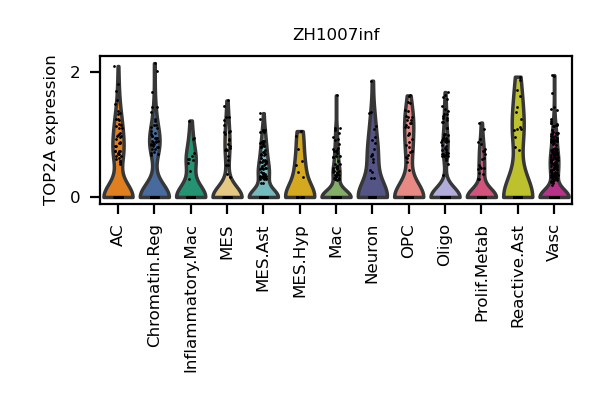 ZH1007inf
TOP2A expression
2
0
AC
Chromatin.Reg
Inflammatory.Mac
MES
MES.Ast
MES.Hyp
Mac
Neuron
OPC
Oligo
Prolif.Metab
Reactive.Ast
Vasc